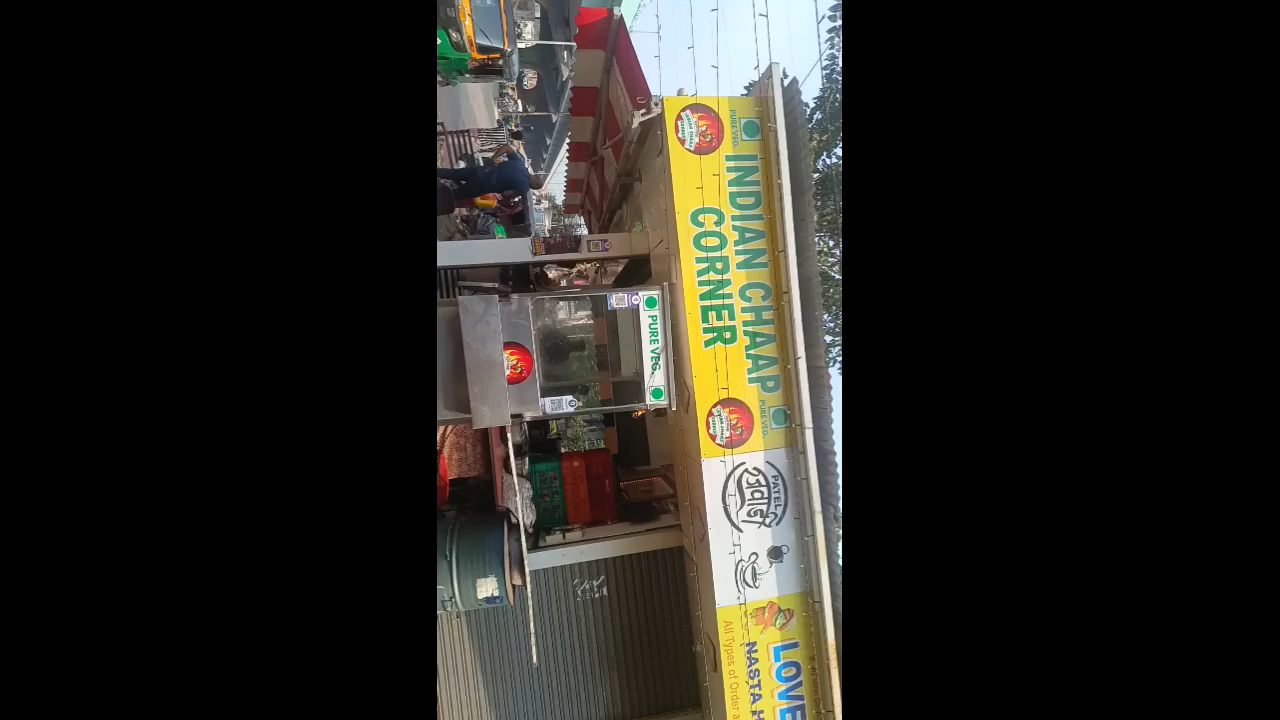 PURE VEG.
INDIAN CHAAP
CORNER
PURE VEG.
PATEL
LOVE
NASTA H
All Types of Order a
PURE VEG.